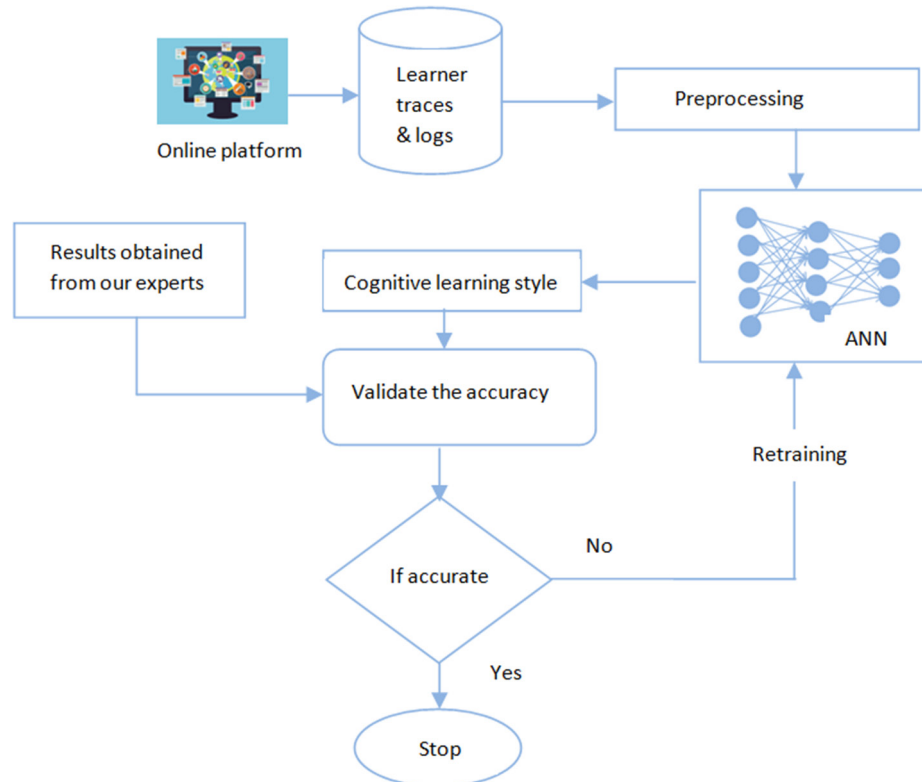 Learner
traces
& logs
Preprocessing
Online platform
Results obtained
from our experts
Cognitive learning style
ANN
Validate the accuracy
Retraining
No
If accurate
Yes
Stop